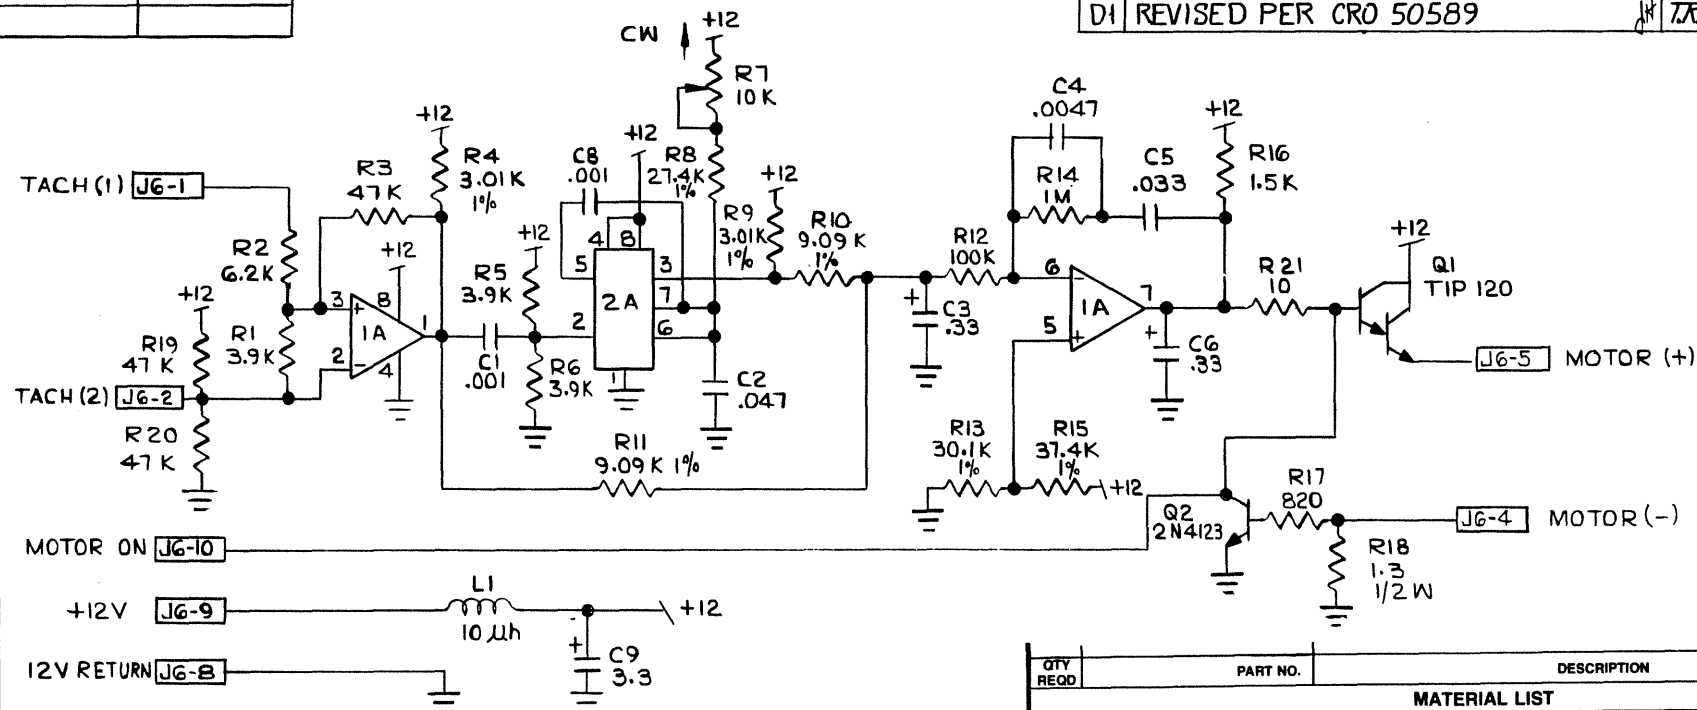 D1 REVISED PER CRO 50589
CW
+12
R7
10K
+12
R4
3.01K
1%
R3
47K
TACH (1) J6-1
R2
6.2K
+12
3
8
+
1A
1
2
-
4
+12
R19
47K
R1
3.9K
TACH (2) J6-2
R20
47K
C8
.001
+12
R8
27.4K
1%
+12
R5
3.9K
4
8
5
3
2A
7
2
6
1
C1
.001
R6
3.9K
C2
.047
+12
R9
3.01K
1%
R10
9.09K
1%
R11
9.09K 1%
C4
.0047
R14
1M
C5
.033
+12
R16
1.5K
R12
100K
+
C3
.33
6
-
1A
7
5
+
+
C6
.33
R21
10
+12
Q1
TIP 120
J6-5 MOTOR (+)
R13
30.1K
1%
R15
37.4K
1%
+12
Q2
2N4123
R17
820
J6-4 MOTOR (-)
R18
1.3
1/2W
MOTOR ON J6-10
+12V J6-9
L1
10 µh
+12
+
C9
3.3
12V RETURN J6-8
QTY
REQD
PART NO.
DESCRIPTION
MATERIAL LIST